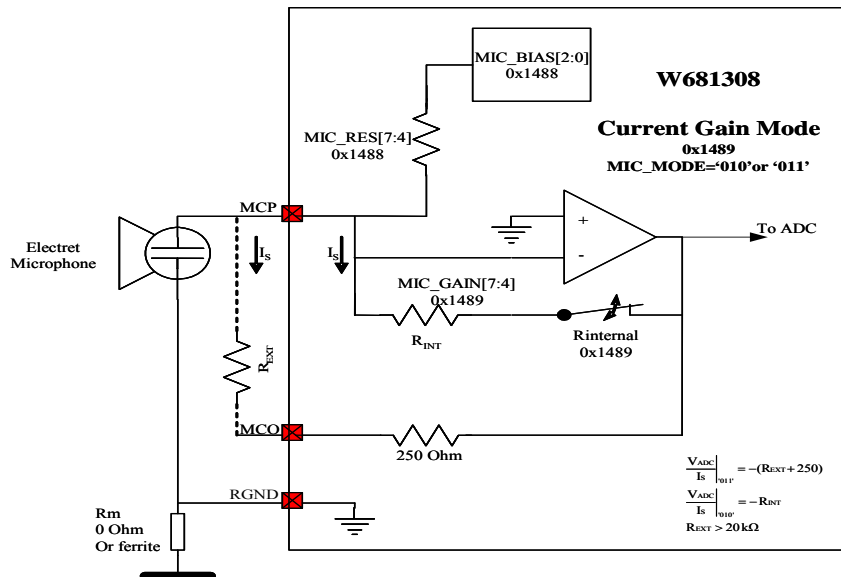 MIC_BIAS[2:0]
0x1488
W681308
MIC_RES[7:4]
0x1488
Current Gain Mode
0x1489
MIC_MODE=‘010’or ‘011’
MCP
+
To ADC
Electret
Microphone
IS
IS
-
MIC_GAIN[7:4]
0x1489
RINT
Rinternal
0x1489
REXT
MCO
250 Ohm
VADC/IS|'011' = –(REXT+250)
RGND
VADC/IS|'010' = –RINT
Rm
0 Ohm
Or ferrite
REXT > 20kΩ